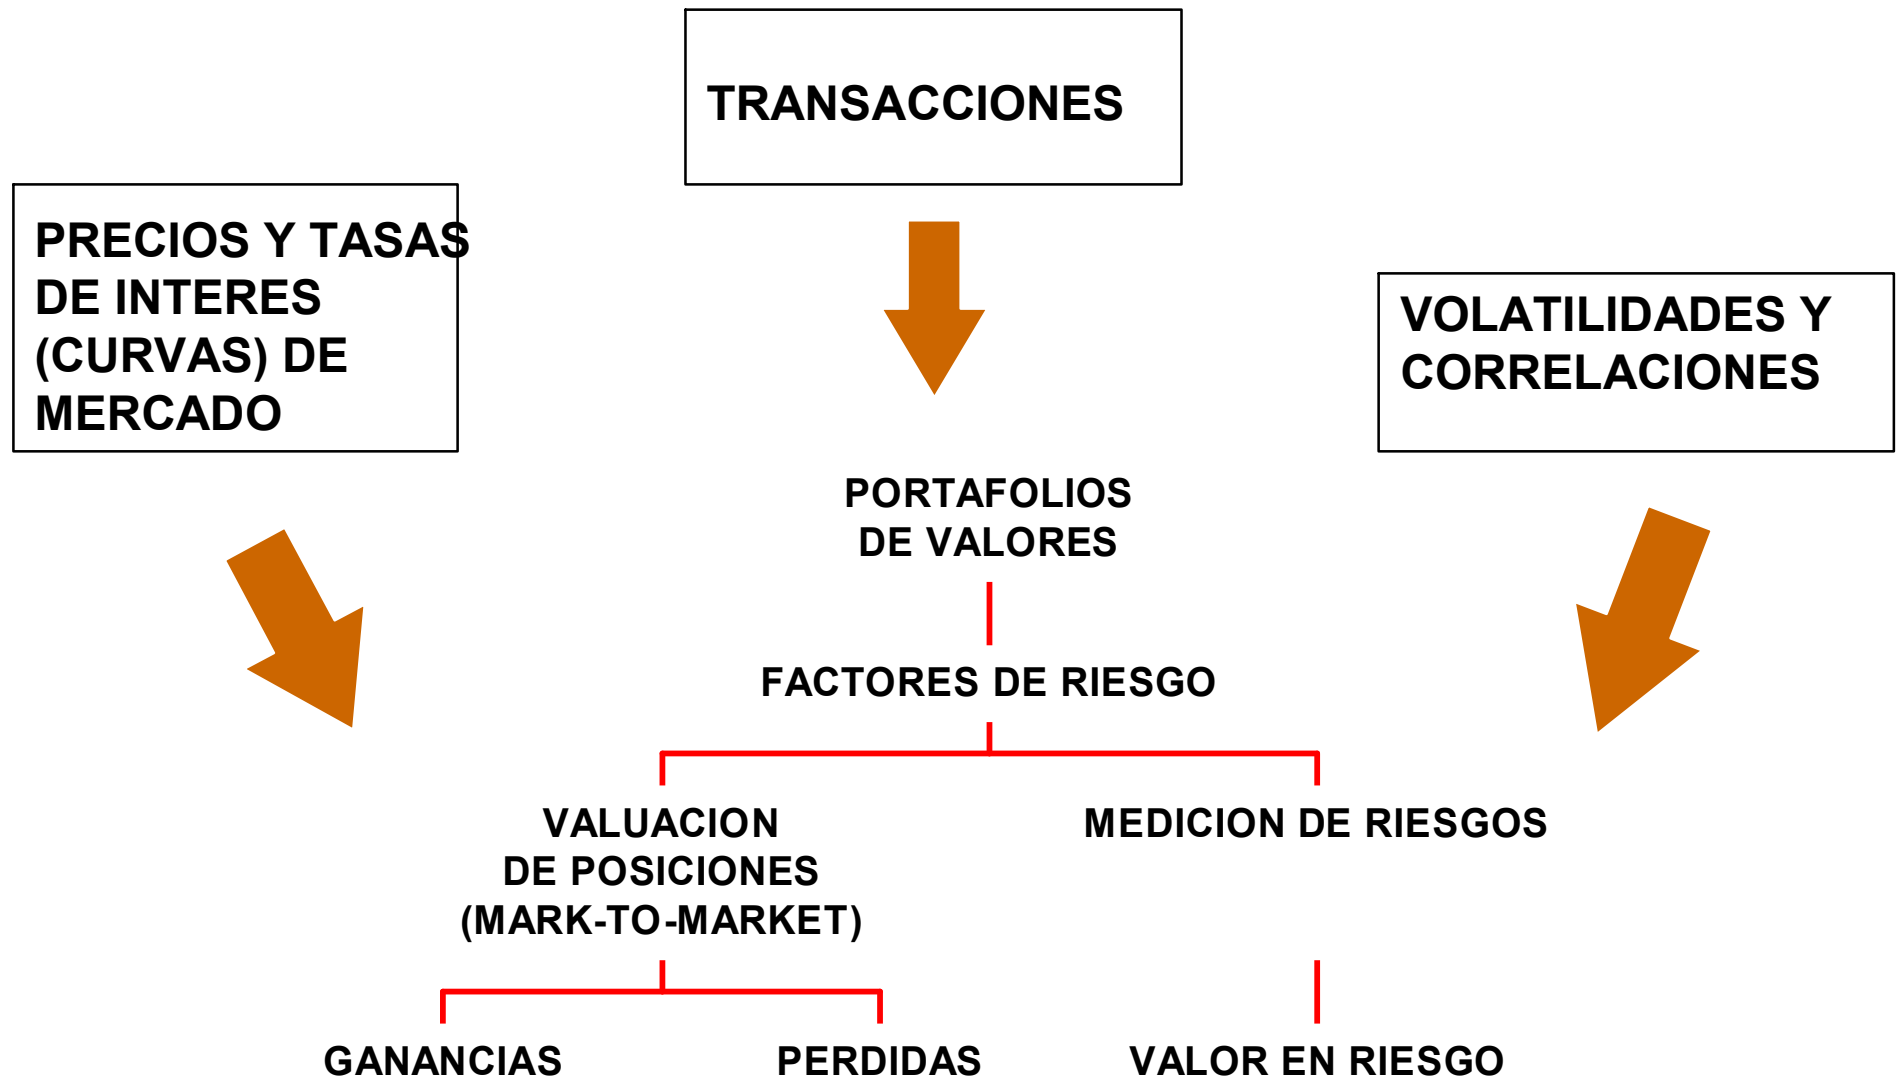 TRANSACCIONES
PRECIOS Y TASAS
DE INTERES
(CURVAS) DE
MERCADO
VOLATILIDADES Y
CORRELACIONES
PORTAFOLIOS
DE VALORES
FACTORES DE RIESGO
VALUACION
DE POSICIONES
(MARK-TO-MARKET)
MEDICION DE RIESGOS
GANANCIAS
PERDIDAS
VALOR EN RIESGO